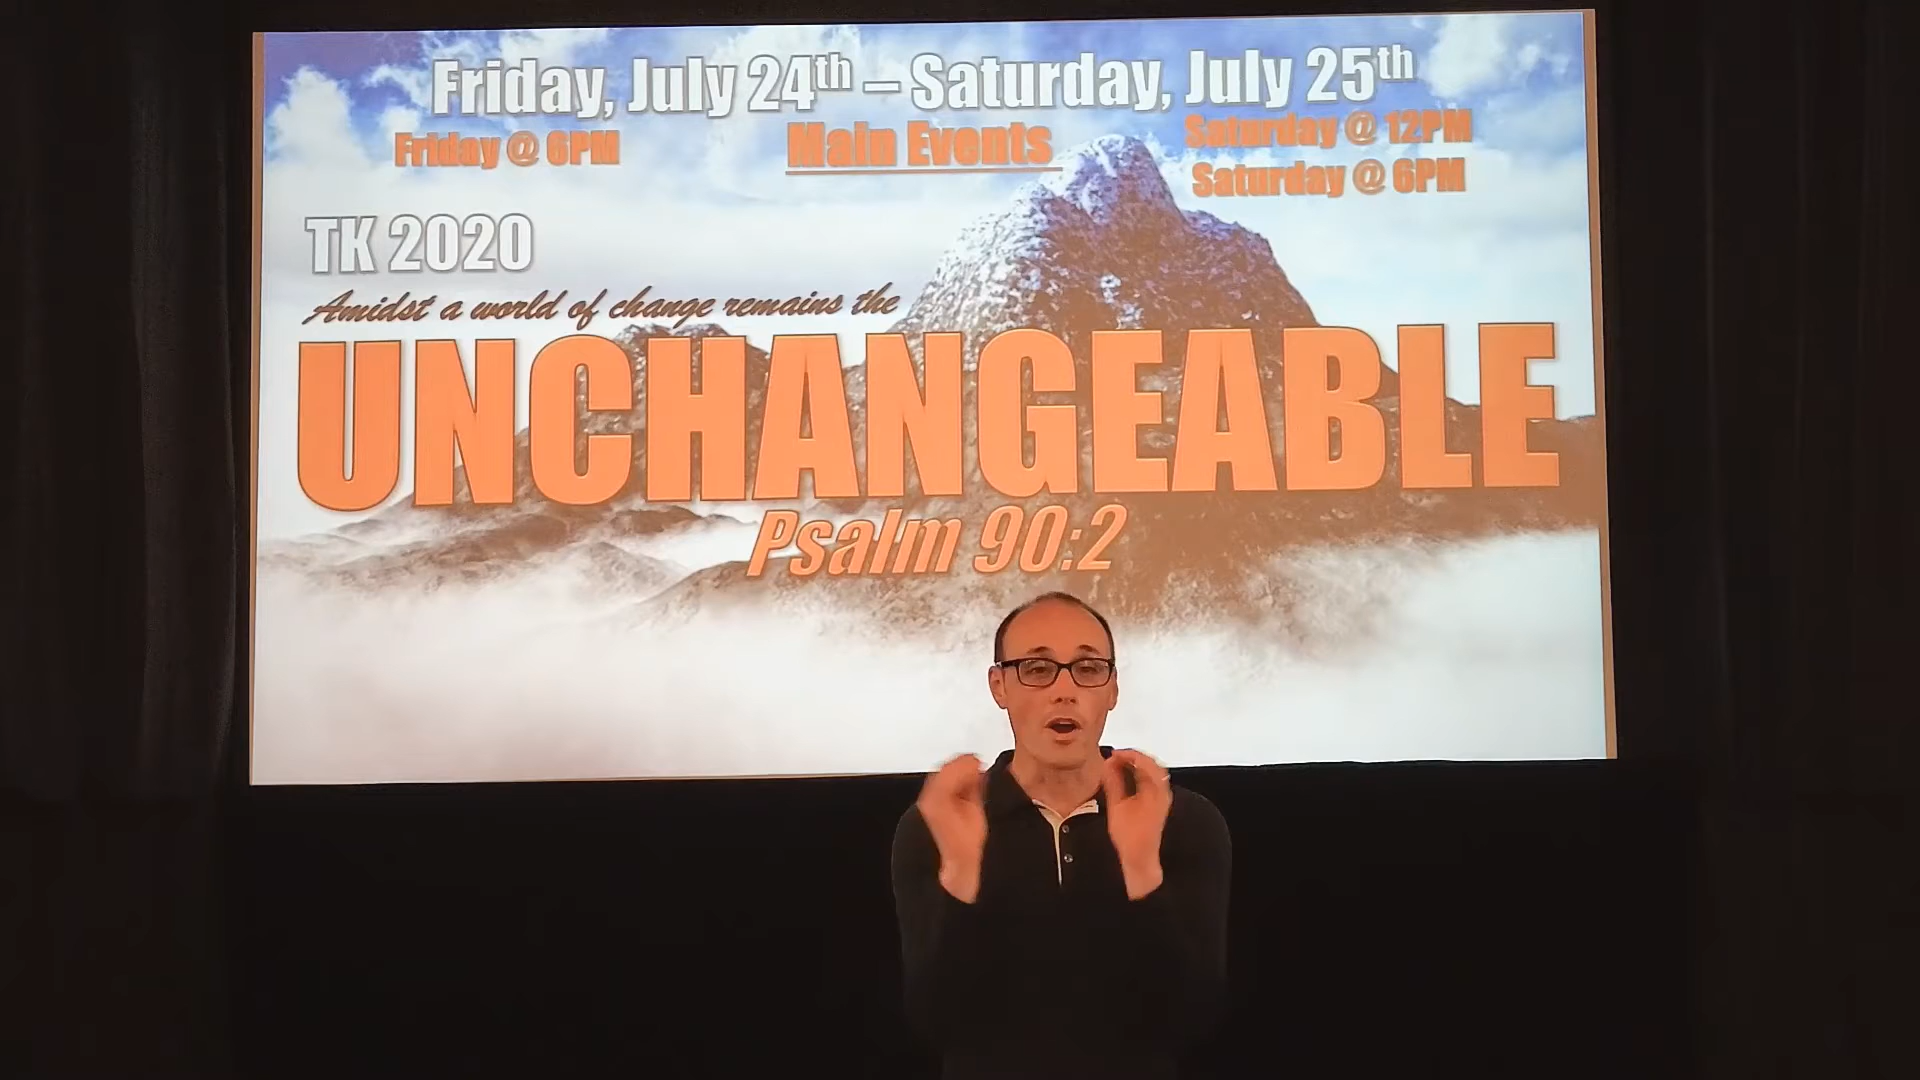 Friday, July 24th – Saturday, July 25th
Friday @ 6PM
Main Events
Saturday @ 12PM
Saturday @ 6PM
TK 2020
Amidst a world of change remains the
UNCHANGEABLE
Psalm 90:2